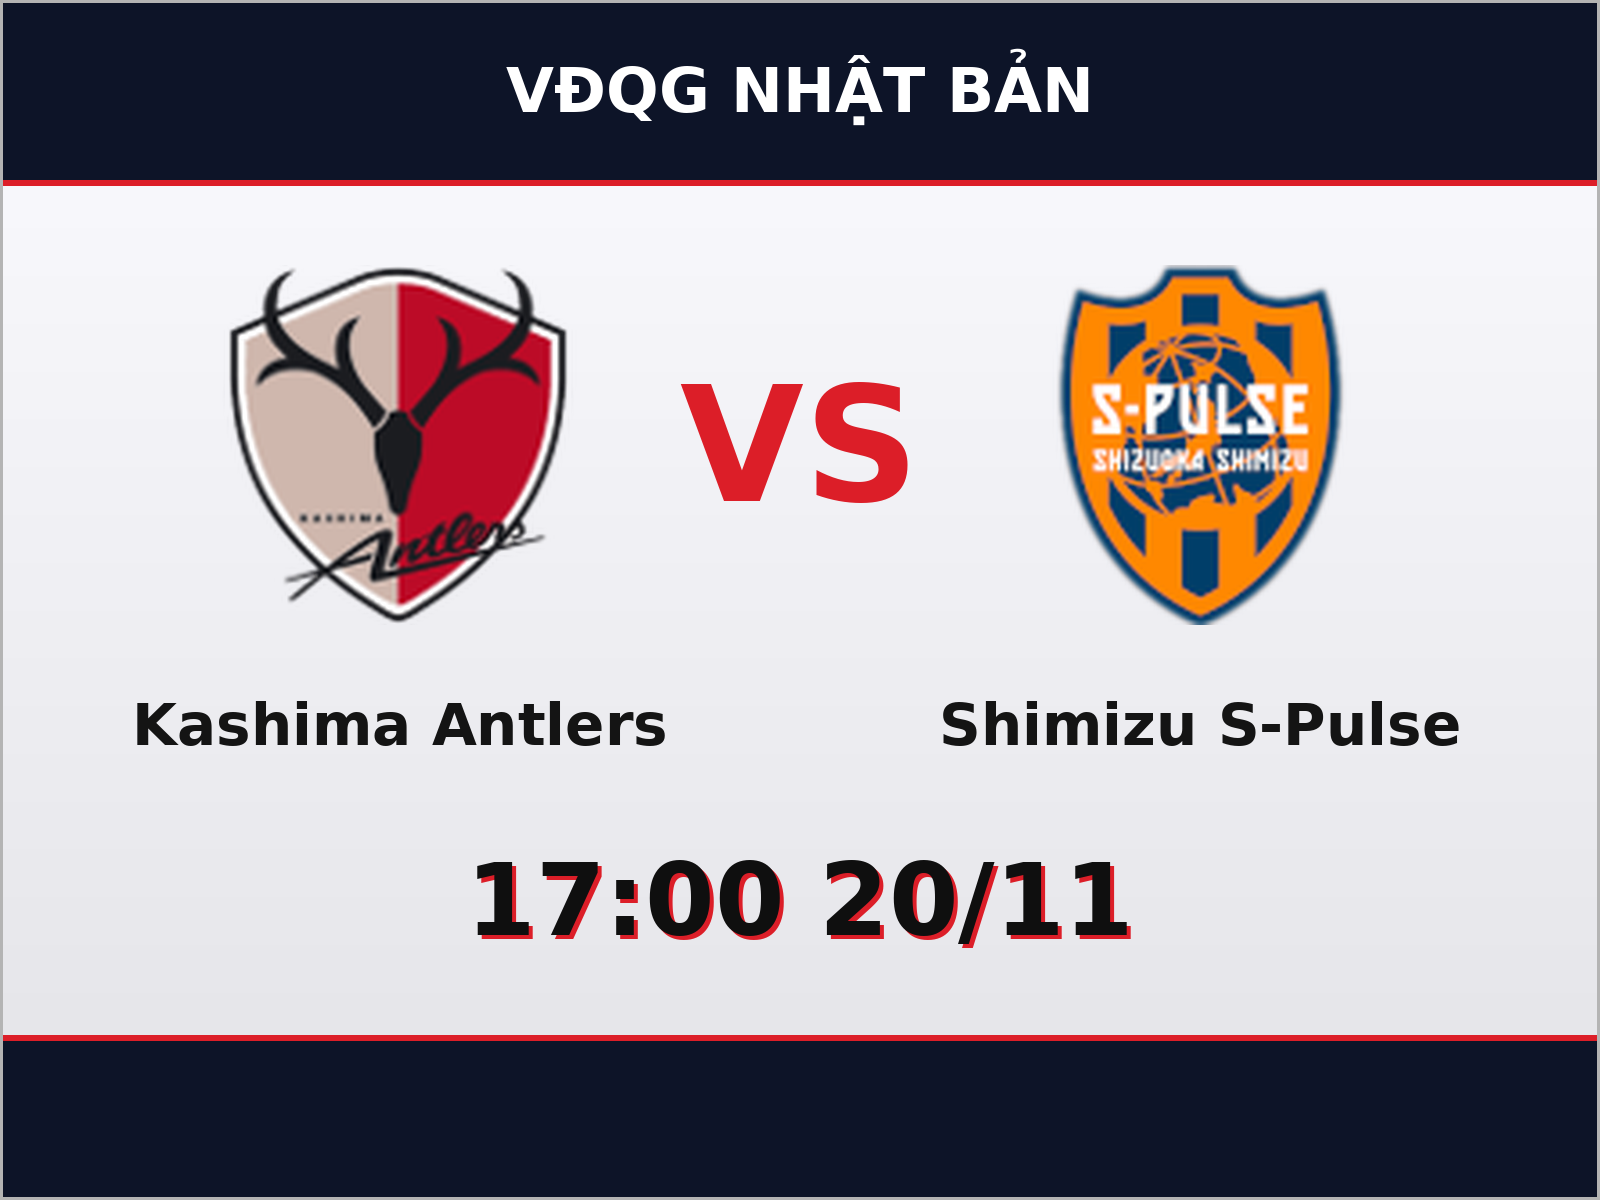 VĐQG NHẬT BẢN
KASHIMA
Antlers
VS
S-PULSE
SHIZUOKA SHIMIZU
Kashima Antlers
Shimizu S-Pulse
17:00 20/11